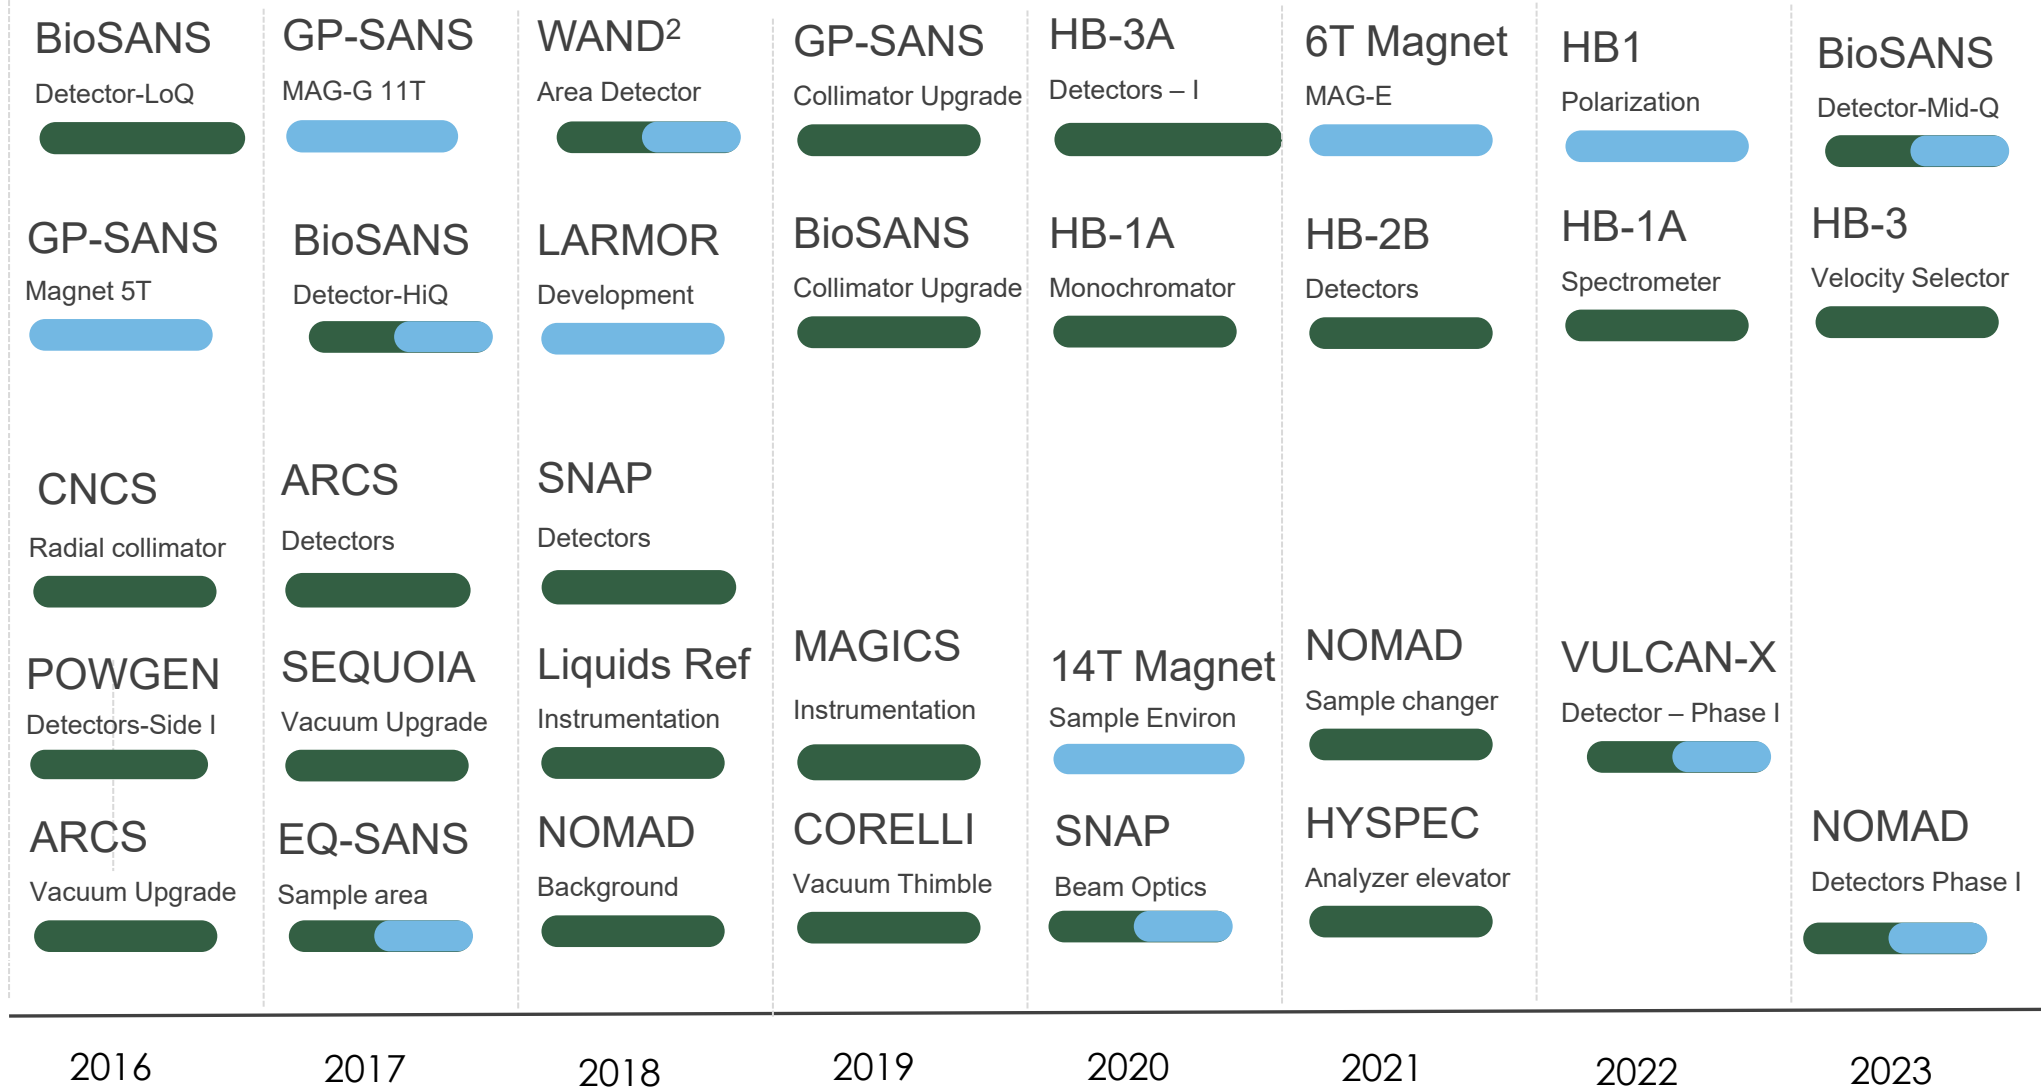 BioSANS
Detector-LoQ
GP-SANS
MAG-G 11T
WAND²
Area Detector
GP-SANS
Collimator Upgrade
HB-3A
Detectors – I
6T Magnet
MAG-E
HB1
Polarization
BioSANS
Detector-Mid-Q
GP-SANS
Magnet 5T
BioSANS
Detector-HiQ
LARMOR
Development
BioSANS
Collimator Upgrade
HB-1A
Monochromator
HB-2B
Detectors
HB-1A
Spectrometer
HB-3
Velocity Selector
CNCS
Radial collimator
ARCS
Detectors
SNAP
Detectors
POWGEN
Detectors-Side I
SEQUOIA
Vacuum Upgrade
Liquids Ref
Instrumentation
MAGICS
Instrumentation
14T Magnet
Sample Environ
NOMAD
Sample changer
VULCAN-X
Detector – Phase I
ARCS
Vacuum Upgrade
EQ-SANS
Sample area
NOMAD
Background
CORELLI
Vacuum Thimble
SNAP
Beam Optics
HYSPEC
Analyzer elevator
NOMAD
Detectors Phase I
2016
2017
2018
2019
2020
2021
2022
2023